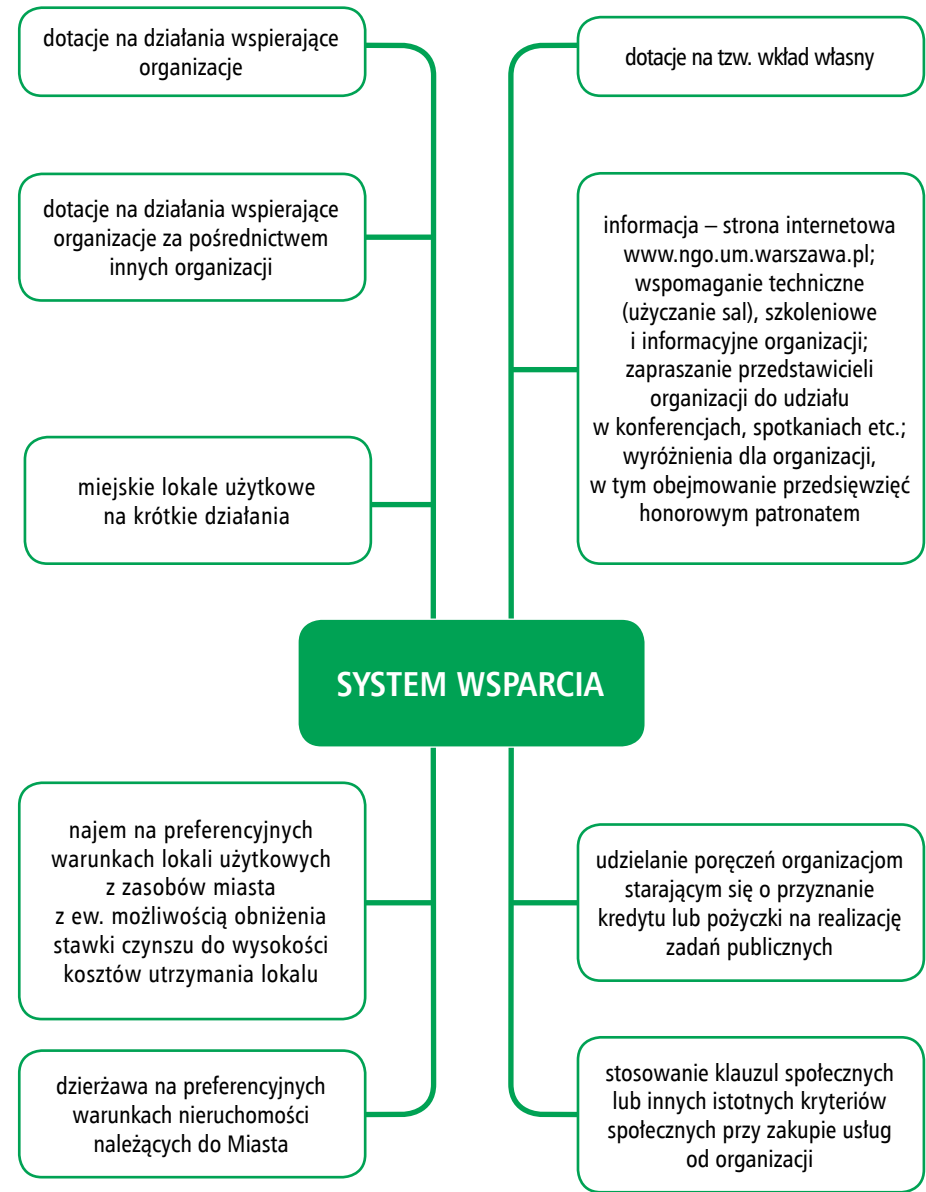 dotacje na działania wspierające
organizacje
dotacje na tzw. wkład własny
dotacje na działania wspierające
organizacje za pośrednictwem
innych organizacji
informacja – strona internetowa
www.ngo.um.warszawa.pl;
wspomaganie techniczne
(użyczanie sal), szkoleniowe
i informacyjne organizacji;
zapraszanie przedstawicieli
organizacji do udziału
w konferencjach, spotkaniach etc.;
wyróżnienia dla organizacji,
w tym obejmowanie przedsięwzięć
honorowym patronatem
miejskie lokale użytkowe
na krótkie działania
SYSTEM WSPARCIA
najem na preferencyjnych
warunkach lokali użytkowych
z zasobów miasta
z ew. możliwością obniżenia
stawki czynszu do wysokości
kosztów utrzymania lokalu
udzielanie poręczeń organizacjom
starającym się o przyznanie
kredytu lub pożyczki na realizację
zadań publicznych
dzierżawa na preferencyjnych
warunkach nieruchomości
należących do Miasta
stosowanie klauzul społecznych
lub innych istotnych kryteriów
społecznych przy zakupie usług
od organizacji